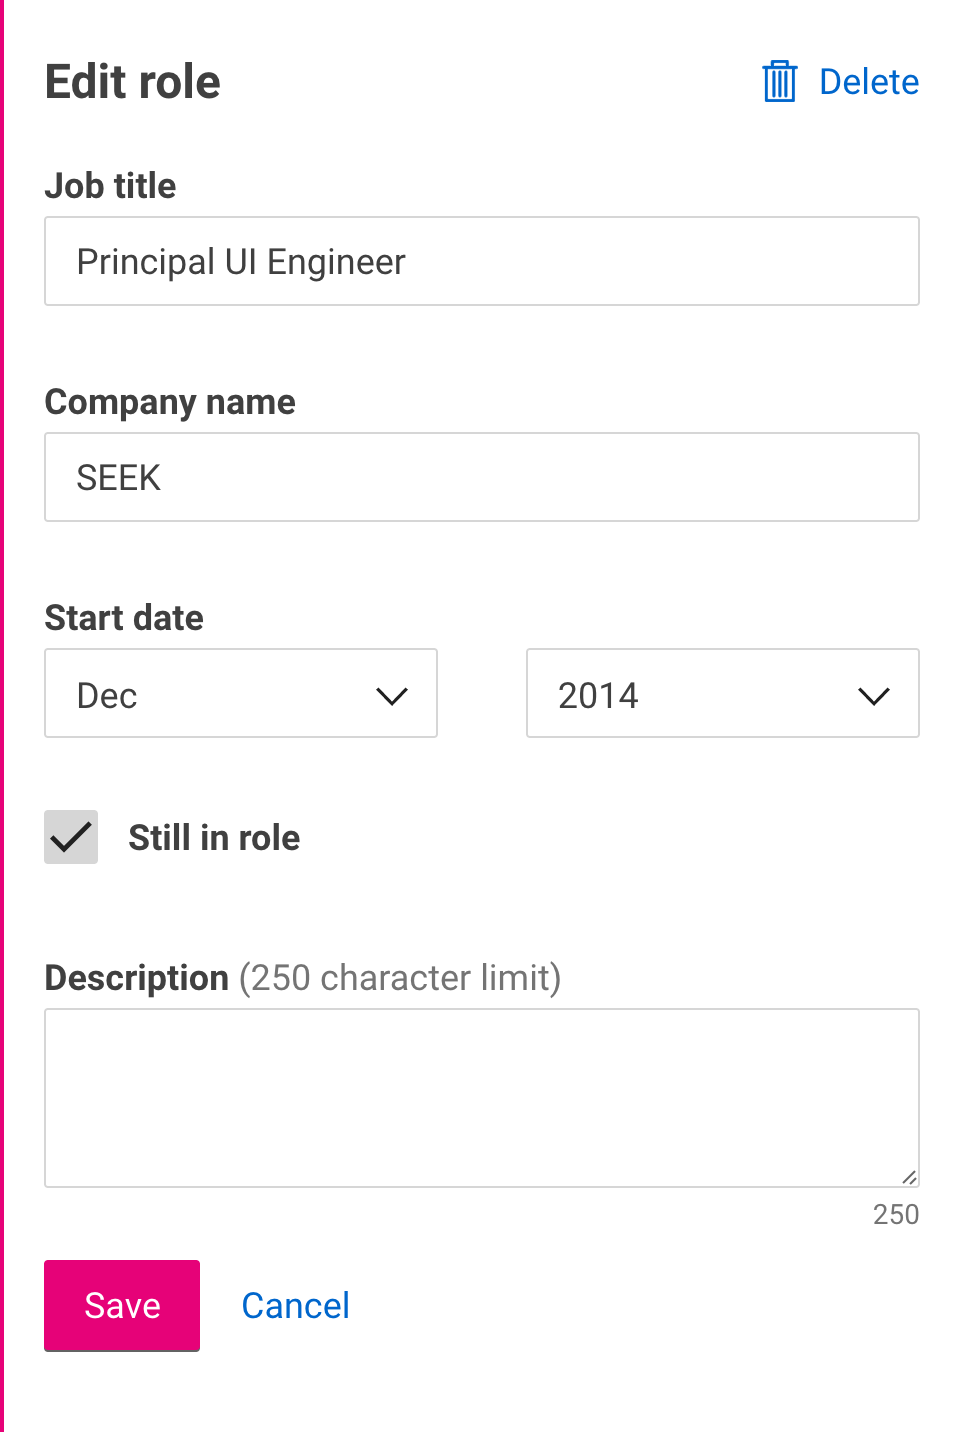 Edit role Delete
Job title
Principal UI Engineer
Company name
SEEK
Start date
Dec 2014
Still in role
Description (250 character limit)
250
Save Cancel